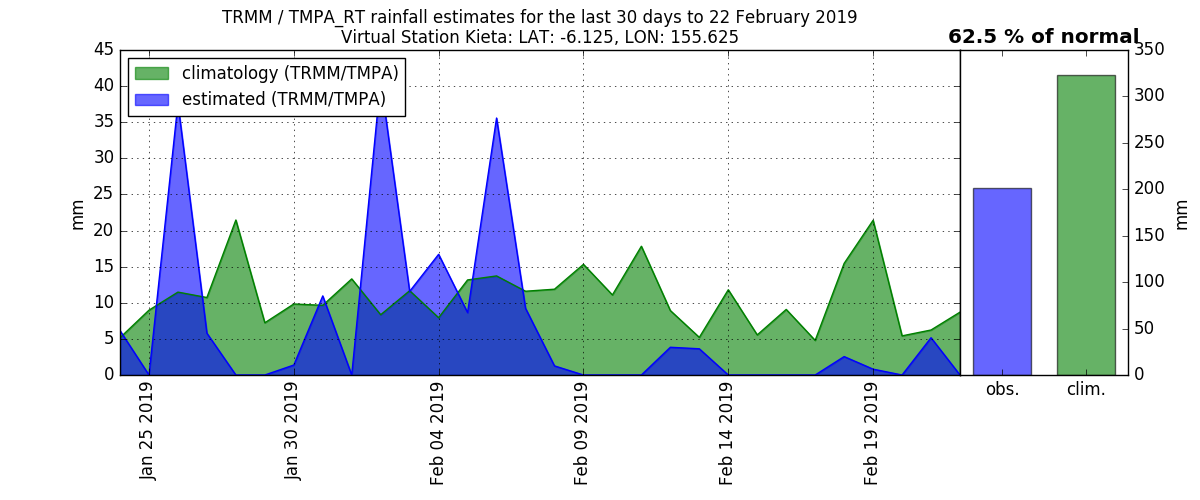 TRMM / TMPA_RT rainfall estimates for the last 30 days to 22 February 2019
Virtual Station Kieta: LAT: -6.125, LON: 155.625
62.5 % of normal
climatology (TRMM/TMPA)
estimated (TRMM/TMPA)
45
40
35
30
25
20
15
10
5
0
mm
Jan 25 2019
Jan 30 2019
Feb 04 2019
Feb 09 2019
Feb 14 2019
Feb 19 2019
350
300
250
200
150
100
50
0
mm
obs.
clim.